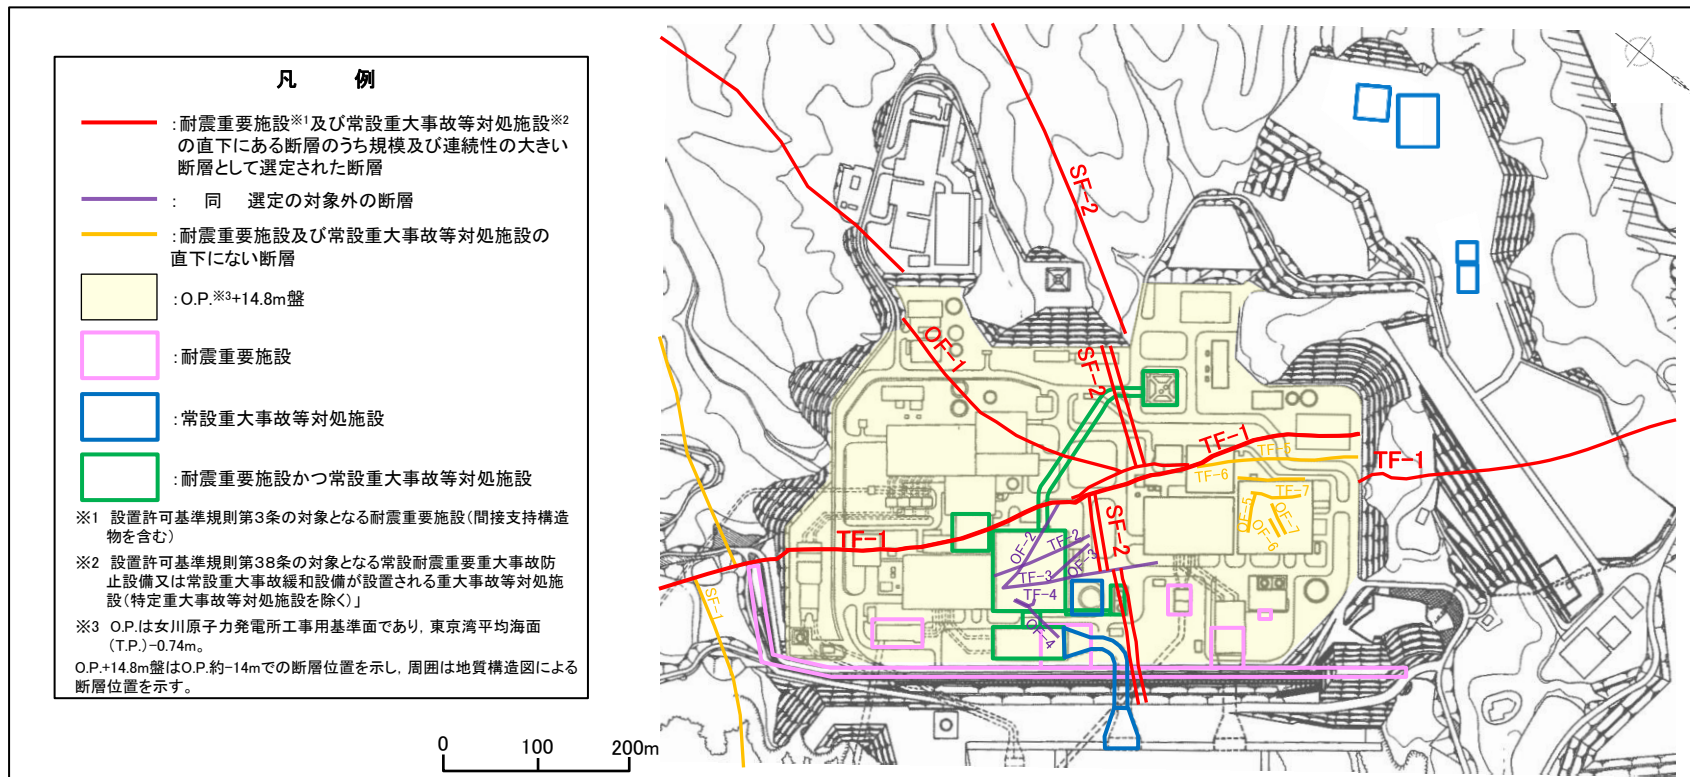 凡　例
:耐震重要施設※1及び常設重大事故等対処施設※2
の直下にある断層のうち規模及び連続性の大きい
断層として選定された断層
:　同　選定の対象外の断層
:耐震重要施設及び常設重大事故等対処施設の
直下にない断層
:O.P.※3+14.8m盤
:耐震重要施設
:常設重大事故等対処施設
:耐震重要施設かつ常設重大事故等対処施設
※1 設置許可基準規則第3条の対象となる耐震重要施設(間接支持構造
物を含む)
※2 設置許可基準規則第38条の対象となる常設耐震重要重大事故防
止設備又は常設重大事故緩和設備が設置される重大事故等対処施
設(特定重大事故等対処施設を除く)」
※3 O.P.は女川原子力発電所工事用基準面であり,東京湾平均海面
(T.P.)-0.74m。
O.P.+14.8m盤はO.P.約-14mでの断層位置を示し,周囲は地質構造図による
断層位置を示す。
0 100 200m
SF-2
OF-1
SF-2
TF-1
TF-5
TF-6
TF-1
TF-7
OF-5
OF-7
OF-6
TF-1
OF-2
TF-2
OF-3
SF-2
TF-3
TF-4
SF-1
OF-4